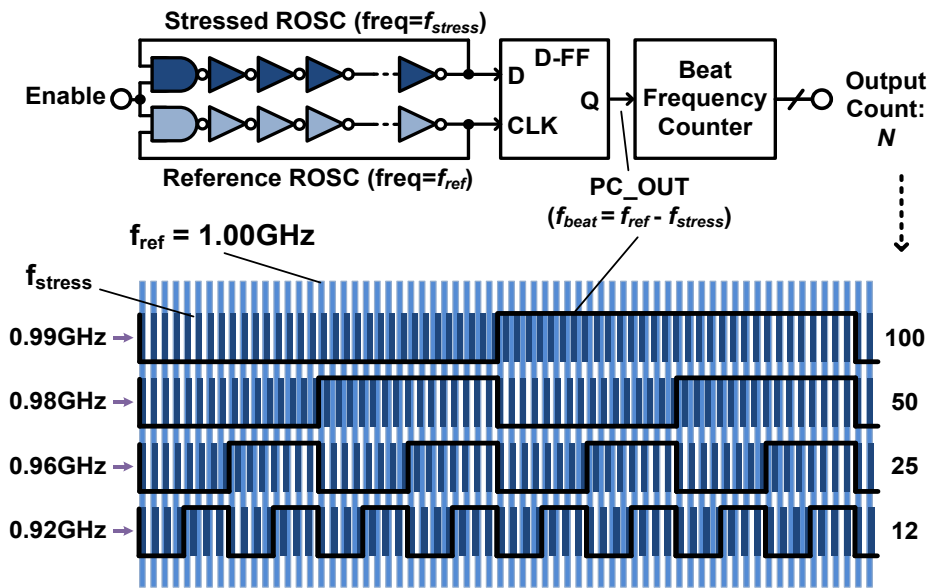 Stressed ROSC (freq=fstress)
Enable
D
D-FF
Q
CLK
Beat
Frequency
Counter
Output
Count:
N
Reference ROSC (freq=fref)
PC_OUT
(fbeat = fref - fstress)
fref = 1.00GHz
fstress
0.99GHz
100
0.98GHz
50
0.96GHz
25
0.92GHz
12